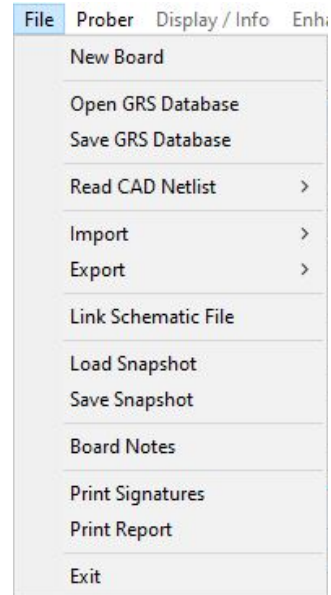 File Prober Display / Info
New Board
Open GRS Database
Save GRS Database
Read CAD Netlist >
Import >
Export >
Link Schematic File
Load Snapshot
Save Snapshot
Board Notes
Print Signatures
Print Report
Exit